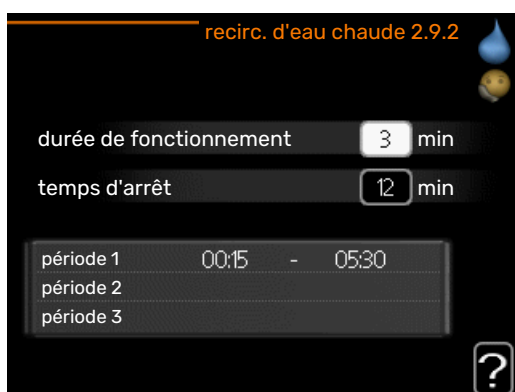 recirc. d'eau chaude 2.9.2
durée de fonctionnement 3 min
temps d'arrêt 12 min
période 1 00:15 - 05:30
période 2
période 3
?